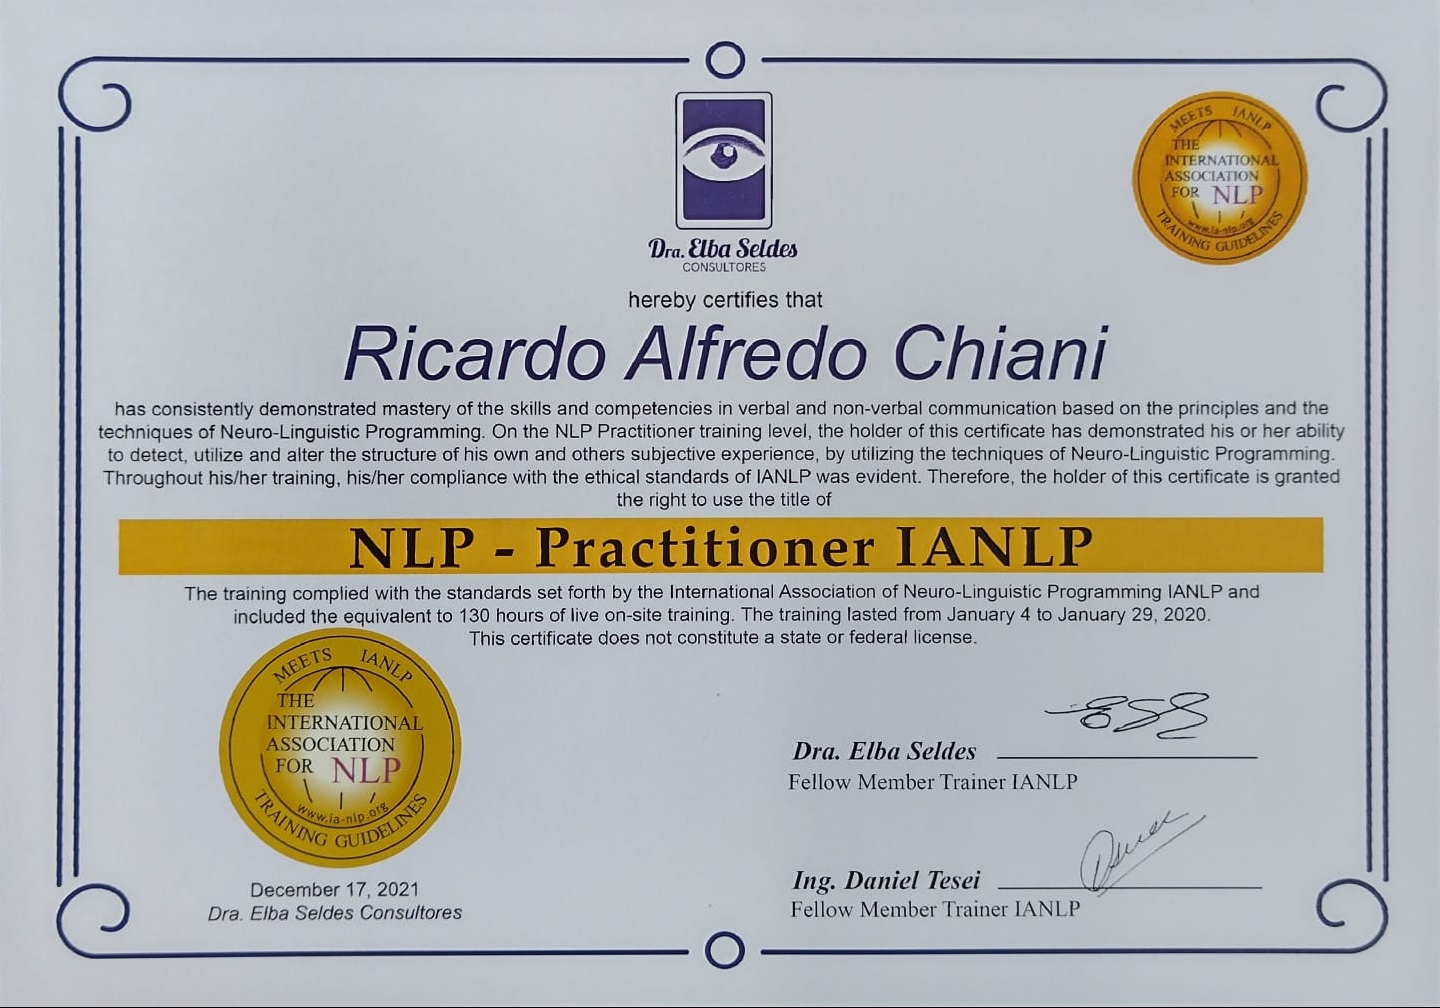 MEETS IANLP
THE
INTERNATIONAL
ASSOCIATION
FOR NLP
www.ia-nlp.org
TRAINING GUIDELINES
Dra. Elba Seldes
CONSULTORES
hereby certifies that
Ricardo Alfredo Chiani
has consistently demonstrated mastery of the skills and competencies in verbal and non-verbal communication based on the principles and the
techniques of Neuro-Linguistic Programming. On the NLP Practitioner training level, the holder of this certificate has demonstrated his or her ability
to detect, utilize and alter the structure of his own and others subjective experience, by utilizing the techniques of Neuro-Linguistic Programming.
Throughout his/her training, his/her compliance with the ethical standards of IANLP was evident. Therefore, the holder of this certificate is granted
the right to use the title of
NLP - Practitioner IANLP
The training complied with the standards set forth by the International Association of Neuro-Linguistic Programming IANLP and
included the equivalent to 130 hours of live on-site training. The training lasted from January 4 to January 29, 2020.
This certificate does not constitute a state or federal license.
MEETS IANLP
THE
INTERNATIONAL
ASSOCIATION
FOR NLP
www.ia-nlp.org
TRAINING GUIDELINES
December 17, 2021
Dra. Elba Seldes Consultores
Dra. Elba Seldes
Fellow Member Trainer IANLP
Ing. Daniel Tesei
Fellow Member Trainer IANLP